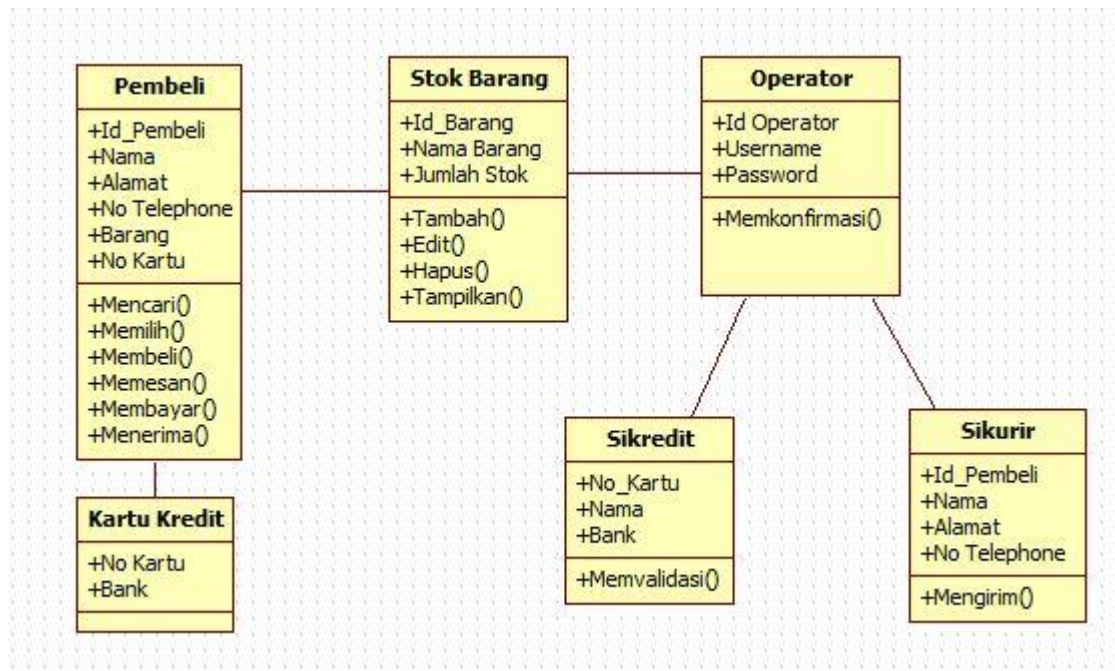 Pembeli
+Id_Pembeli
+Nama
+Alamat
+No Telephone
+Barang
+No Kartu
+Mencari()
+Memilih()
+Membeli()
+Memesan()
+Membayar()
+Menerima()
Stok Barang
+Id_Barang
+Nama Barang
+Jumlah Stok
+Tambah()
+Edit()
+Hapus()
+Tampilkan()
Operator
+Id Operator
+Username
+Password
+Memkonfirmasi()
Kartu Kredit
+No Kartu
+Bank
Sikredit
+No_Kartu
+Nama
+Bank
+Memvalidasi()
Sikurir
+Id_Pembeli
+Nama
+Alamat
+No Telephone
+Mengirim()